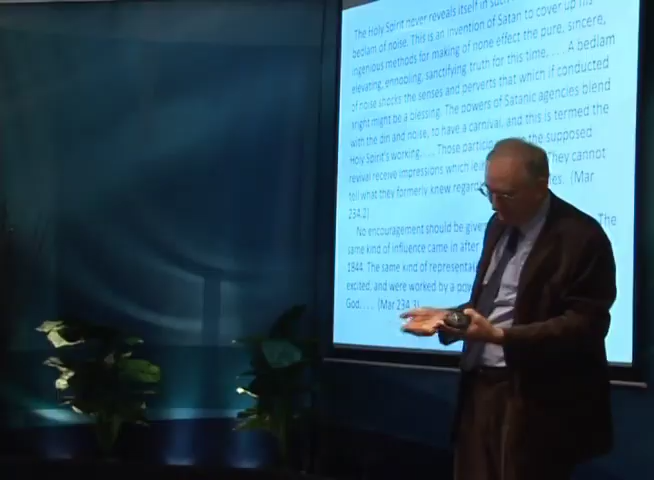 The Holy Spirit never reveals itself in such
bedlam of noise. This is an invention of Satan to cover up his
ingenious methods for making of none effect the pure, sincere,
elevating, ennobling, sanctifying truth for this time. . . . A bedlam
of noise shocks the senses and perverts that which if conducted
aright might be a blessing. The powers of Satanic agencies blend
with the din and noise, to have a carnival, and this is termed the
Holy Spirit's working. . . . Those the supposed
revival receive impressions which They cannot
tell what they formerly knew (Mar
234.2)
No encouragement should be The
same kind of influence came in after
1844. The same kind of
excited, and were worked by a
God. . . . (Mar 234.3)